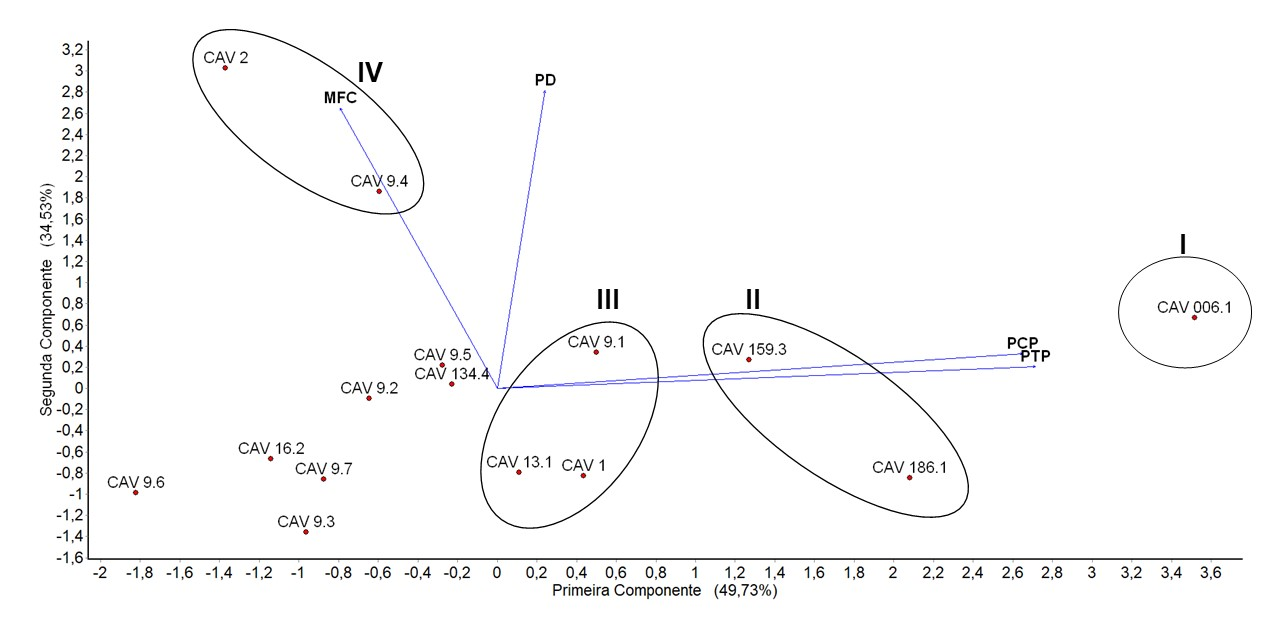 Segunda Componente (34,53%)
3,2
3
2,8
2,6
2,4
2,2
2
1,8
1,6
1,4
1,2
1
0,8
0,6
0,4
0,2
0
-0,2
-0,4
-0,6
-0,8
-1
-1,2
-1,4
-1,6
CAV 2
IV
MFC
PD
CAV 9.4
I
CAV 006.1
III
II
CAV 9.1
CAV 159.3
PCP
PTP
CAV 9.5
CAV 134.4
CAV 9.2
CAV 16.2
CAV 9.7
CAV 13.1
CAV 1
CAV 186.1
CAV 9.6
CAV 9.3
-2 -1,8 -1,6 -1,4 -1,2 -1 -0,8 -0,6 -0,4 -0,2 0 0,2 0,4 0,6 0,8 1 1,2 1,4 1,6 1,8 2 2,2 2,4 2,6 2,8 3 3,2 3,4 3,6
Primeira Componente (49,73%)